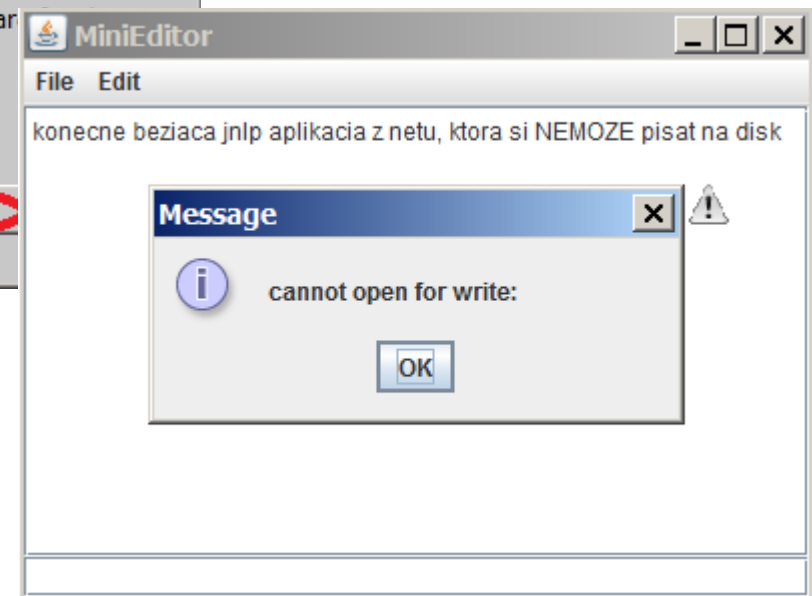 MiniEditor
File Edit
konecne beziaca jnlp aplikacia z netu, ktora si NEMOZE pisat na disk
Message
cannot open for write:
OK